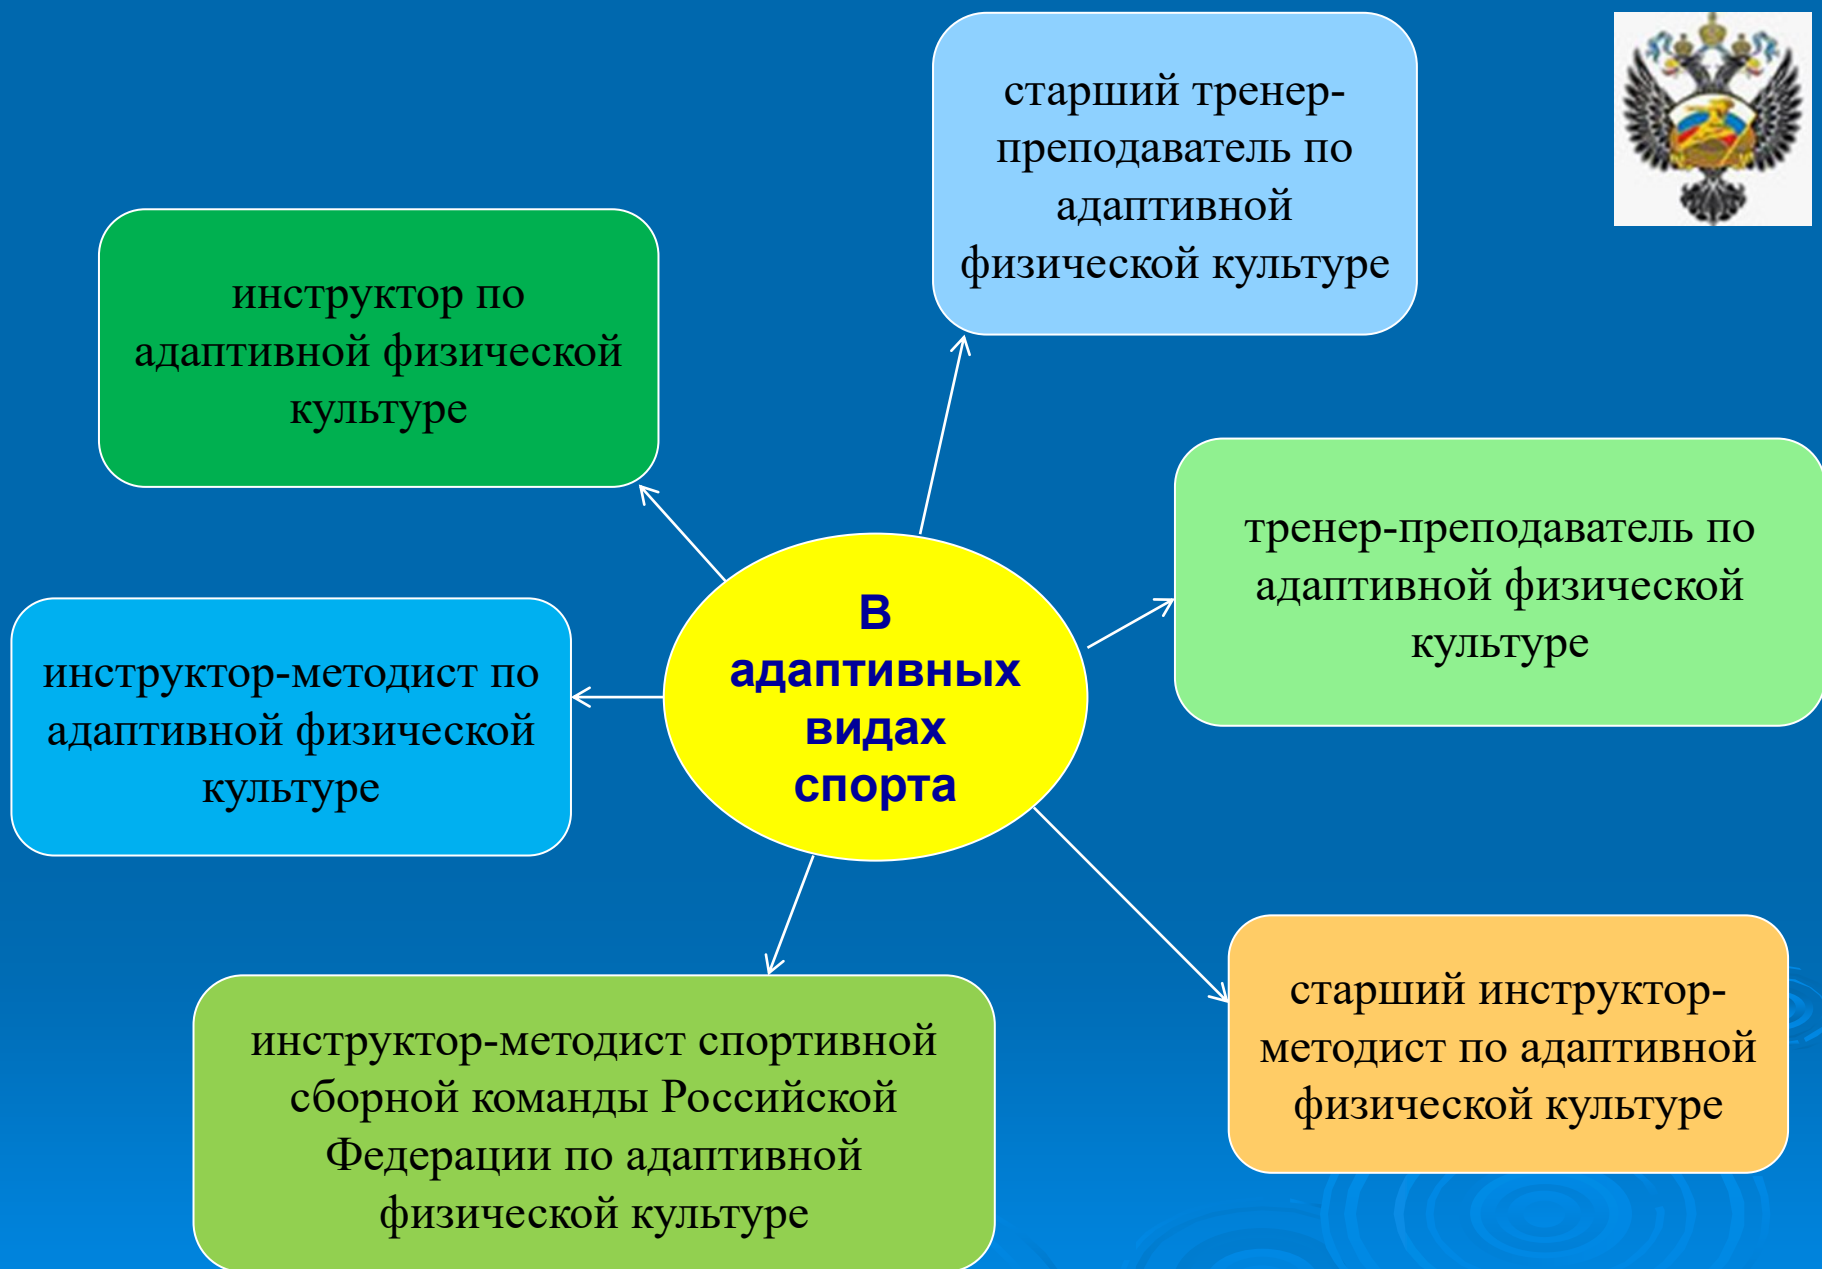 старший тренер-
преподаватель по
адаптивной
физической культуре
инструктор по
адаптивной физической
культуре
тренер-преподаватель по
адаптивной физической
культуре
В
адаптивных
видах
спорта
инструктор-методист по
адаптивной физической
культуре
старший инструктор-
методист по адаптивной
физической культуре
инструктор-методист спортивной
сборной команды Российской
Федерации по адаптивной
физической культуре